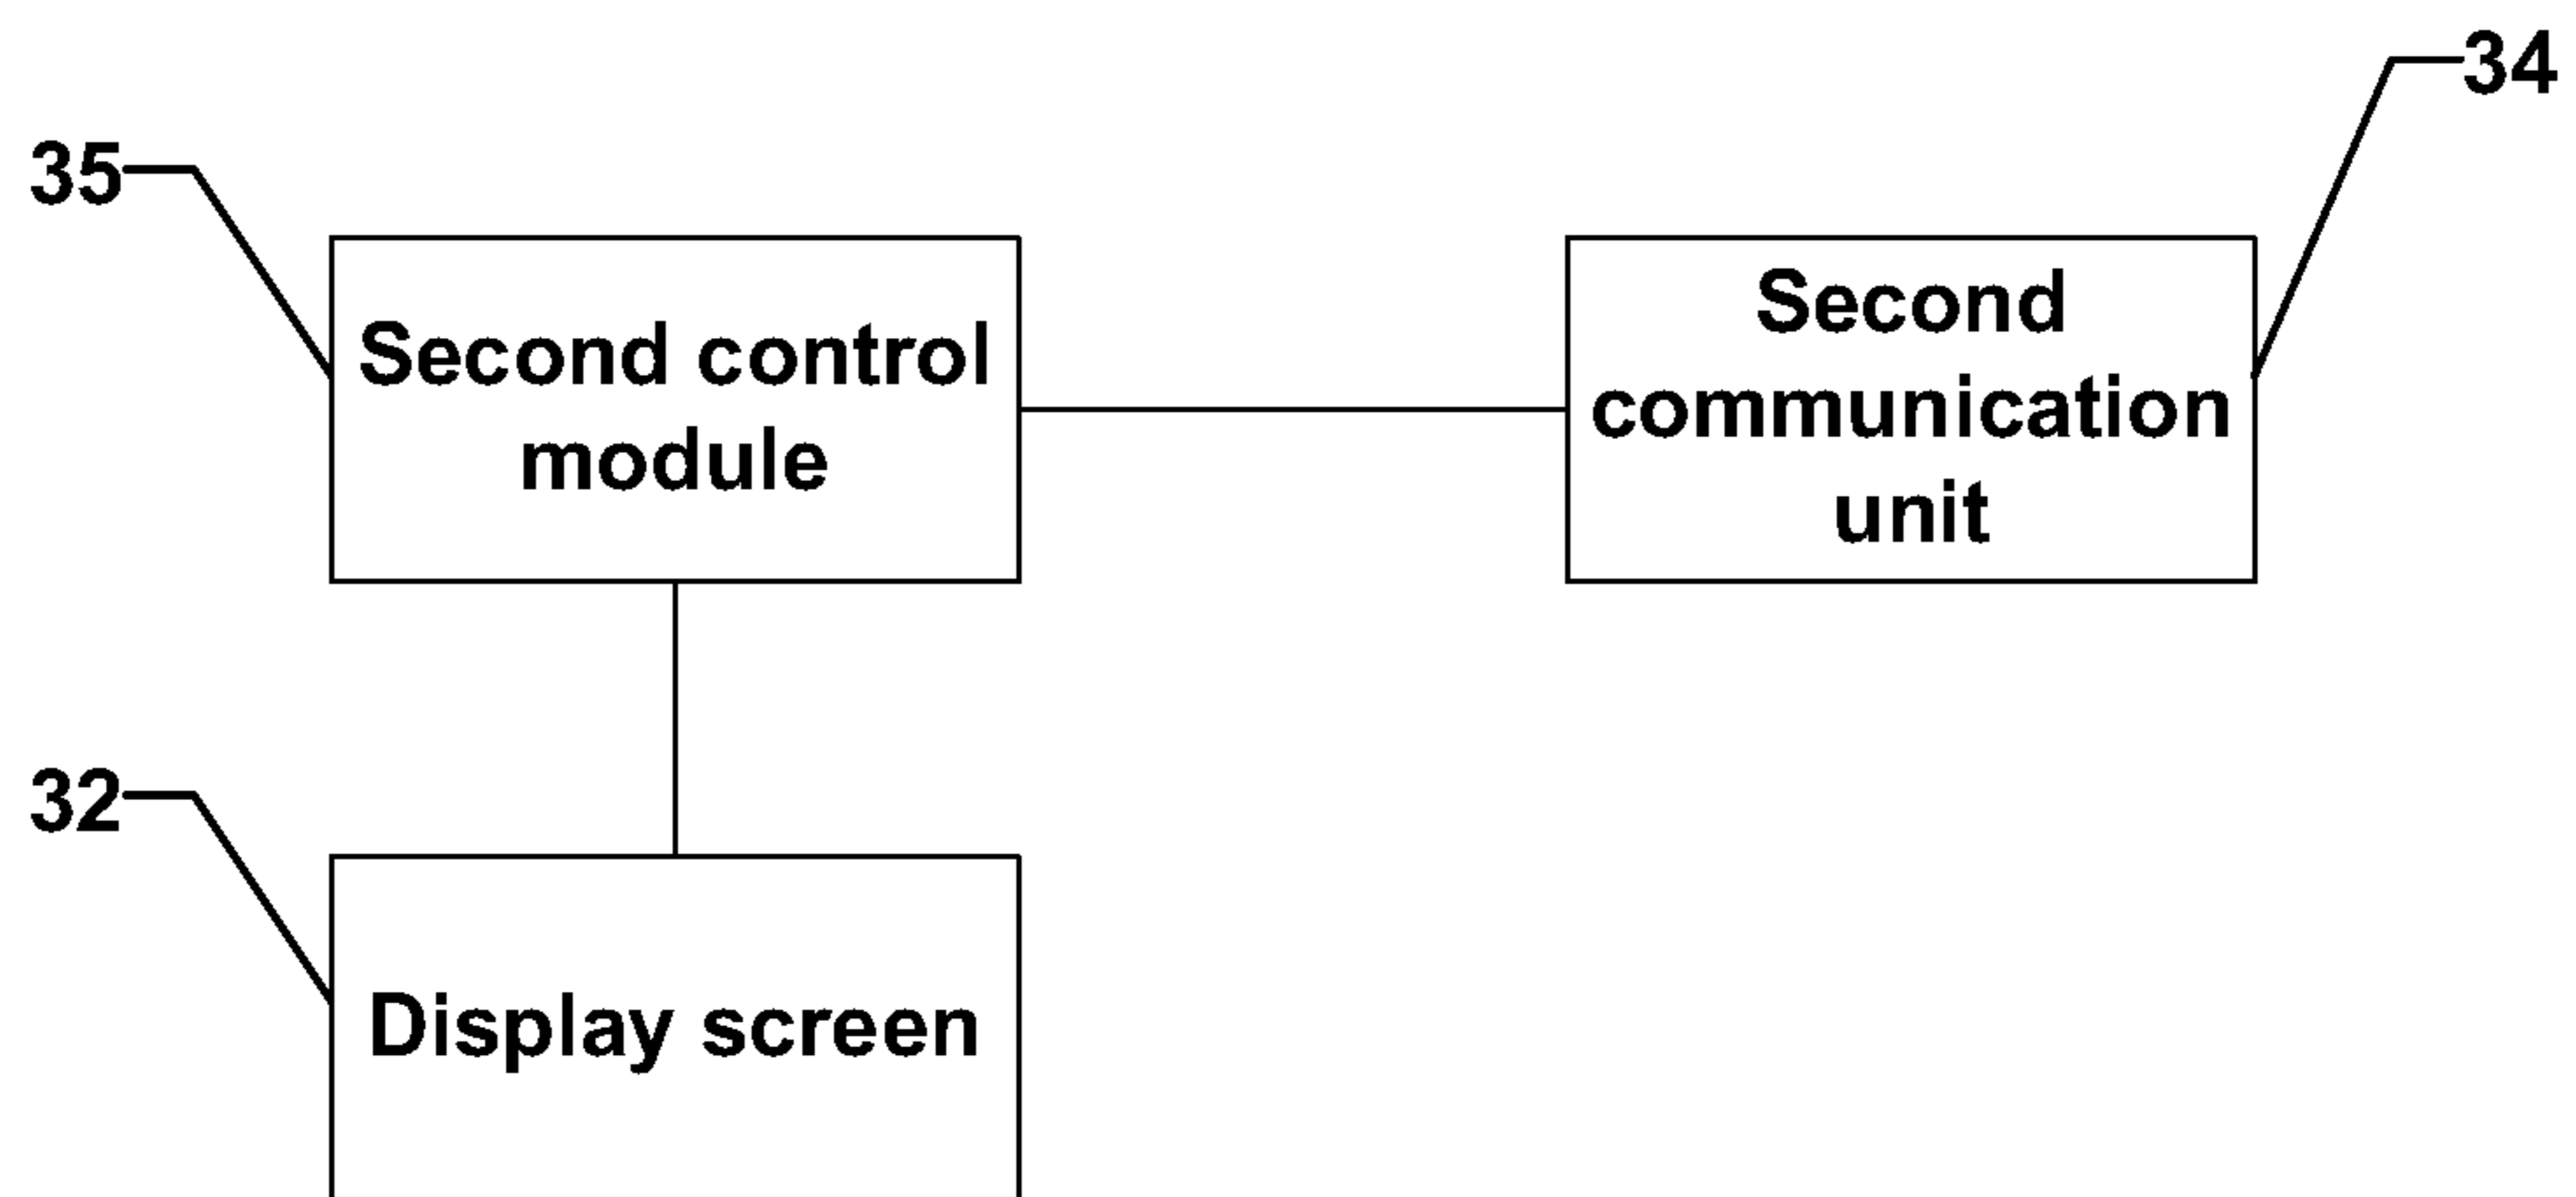 34
35
Second control
module
Second
communication
unit
32
Display screen